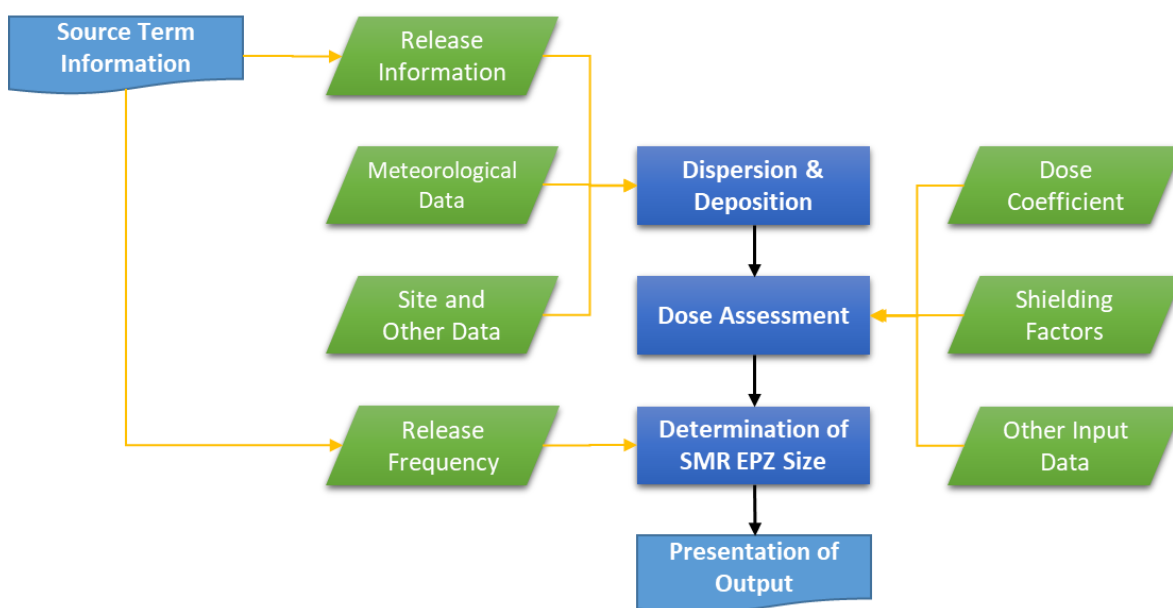 Source Term
Information
Release
Information
Meteorological
Data
Dispersion &
Deposition
Dose
Coefficient
Site and
Other Data
Dose Assessment
Shielding
Factors
Release
Frequency
Determination of
SMR EPZ Size
Other Input
Data
Presentation of
Output